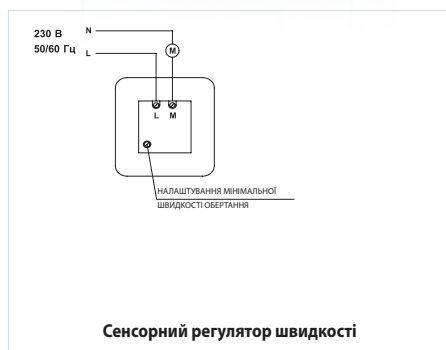 230 В N
50/60 Гц L
M
L M
НАЛАШТУВАННЯ МІНІМАЛЬНОЇ
ШВИДКОСТІ ОБЕРТАННЯ
Сенсорний регулятор швидкості